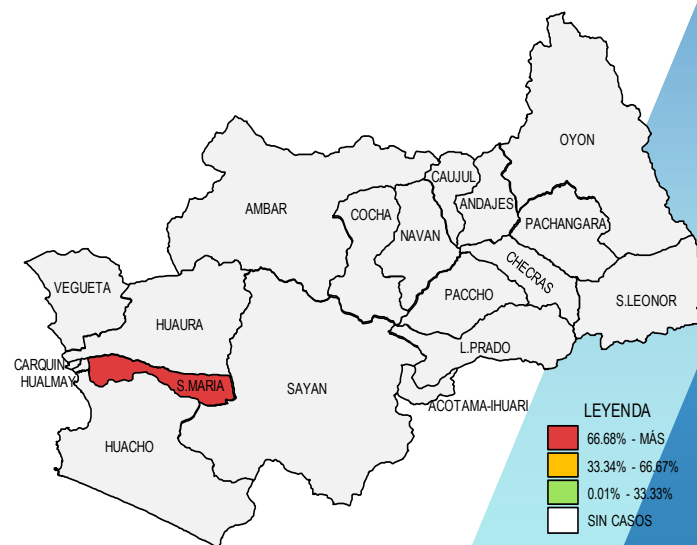 OYON
CAUJUL
ANDAJES
AMBAR
COCHA
NAVAN
PACHANGARA
CHECRAS
VEGUETA
PACCHO
S.LEONOR
HUAURA
L.PRADO
CARQUIN
HUALMAY
S.MARIA
SAYAN
ACOTAMA-IHUARI
HUACHO
LEYENDA
66.68% - MÁS
33.34% - 66.67%
0.01% - 33.33%
SIN CASOS